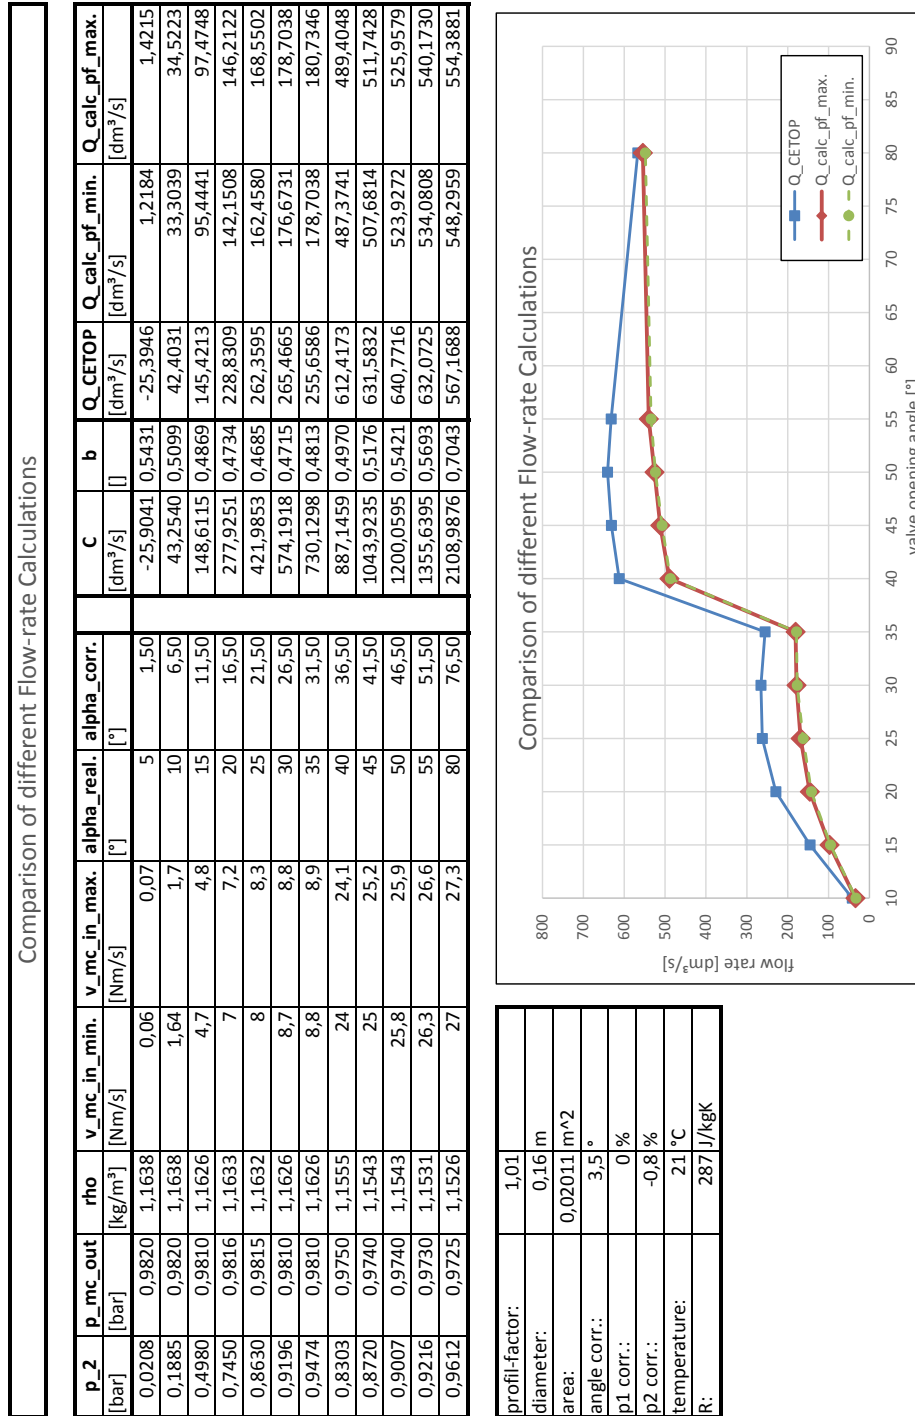 Comparison of different Flow-rate Calculations
p_2 p_mc_out rho v_mc_in_min. v_mc_in_max. alpha_real. alpha_corr. C b Q_CETOP Q_calc_pf_min. Q_calc_pf_max.
[bar] [bar] [kg/m³] [Nm/s] [Nm/s] [°] [°] [dm³/s] [] [dm³/s] [dm³/s] [dm³/s]
0,0208 0,9820 1,1638 0,06 0,07 5 1,50 -25,9041 0,5431 -25,3946 1,2184 1,4215
0,1885 0,9820 1,1638 1,64 1,7 10 6,50 43,2540 0,5099 42,4031 33,3039 34,5223
0,4980 0,9810 1,1626 4,7 4,8 15 11,50 148,6115 0,4869 145,4213 95,4441 97,4748
0,7450 0,9816 1,1633 7 7,2 20 16,50 277,9251 0,4734 228,8309 142,1508 146,2122
0,8630 0,9815 1,1632 8 8,3 25 21,50 421,9853 0,4685 262,3595 162,4580 168,5502
0,9196 0,9810 1,1626 8,7 8,8 30 26,50 574,1918 0,4715 265,4665 176,6731 178,7038
0,9474 0,9810 1,1626 8,8 8,9 35 31,50 730,1298 0,4813 255,6586 178,7038 180,7346
0,8303 0,9750 1,1555 24 24,1 40 36,50 887,1459 0,4970 612,4173 487,3741 489,4048
0,8720 0,9740 1,1543 25 25,2 45 41,50 1043,9235 0,5176 631,5832 507,6814 511,7428
0,9007 0,9740 1,1543 25,8 25,9 50 46,50 1200,0595 0,5421 640,7716 523,9272 525,9579
0,9216 0,9730 1,1531 26,3 26,6 55 51,50 1355,6395 0,5693 632,0725 534,0808 540,1730
0,9612 0,9725 1,1526 27 27,3 80 76,50 2108,9876 0,7043 567,1688 548,2959 554,3881
profil-factor: 1,01
diameter: 0,16 m
area: 0,02011 m^2
angle corr.: 3,5 °
p1 corr.: 0 %
p2 corr.: -0,8 %
temperature: 21 °C
R: 287 J/kgK
Comparison of different Flow-rate Calculations
flow rate [dm³/s]
800
700
600
500
400
300
200
100
0
10 15 20 25 30 35 40 45 50 55 60 65 70 75 80 85 90
valve opening angle [°]
Q_CETOP
Q_calc_pf_max.
Q_calc_pf_min.